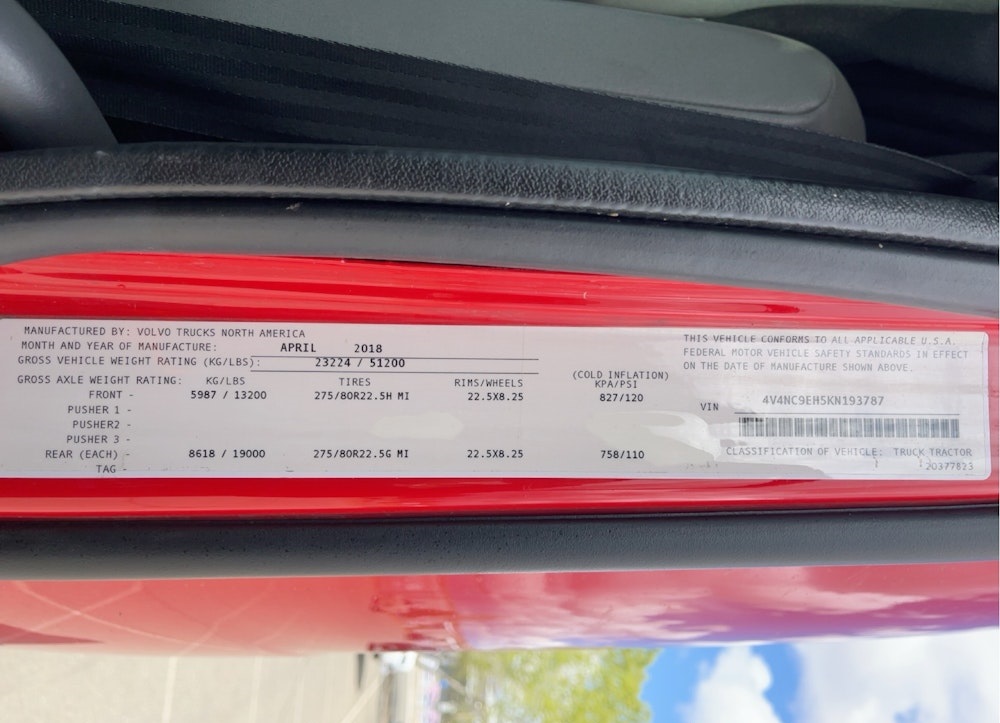 MANUFACTURED BY: VOLVO TRUCKS NORTH AMERICA
MONTH AND YEAR OF MANUFACTURE: APRIL 2018
GROSS VEHICLE WEIGHT RATING (KG/LBS): 23224 / 51200
GROSS AXLE WEIGHT RATING: KG/LBS TIRES RIMS/WHEELS (COLD INFLATION) KPA/PSI
FRONT - 5987 / 13200 275/80R22.5H MI 22.5X8.25 827/120
PUSHER 1 -
PUSHER2 -
PUSHER 3 -
REAR (EACH) - 8618 / 19000 275/80R22.5G MI 22.5X8.25 758/110
TAG -
THIS VEHICLE CONFORMS TO ALL APPLICABLE U.S.A.
FEDERAL MOTOR VEHICLE SAFETY STANDARDS IN EFFECT
ON THE DATE OF MANUFACTURE SHOWN ABOVE.
VIN 4V4NC9EH5KN193787
CLASSIFICATION OF VEHICLE: TRUCK TRACTOR
20377823